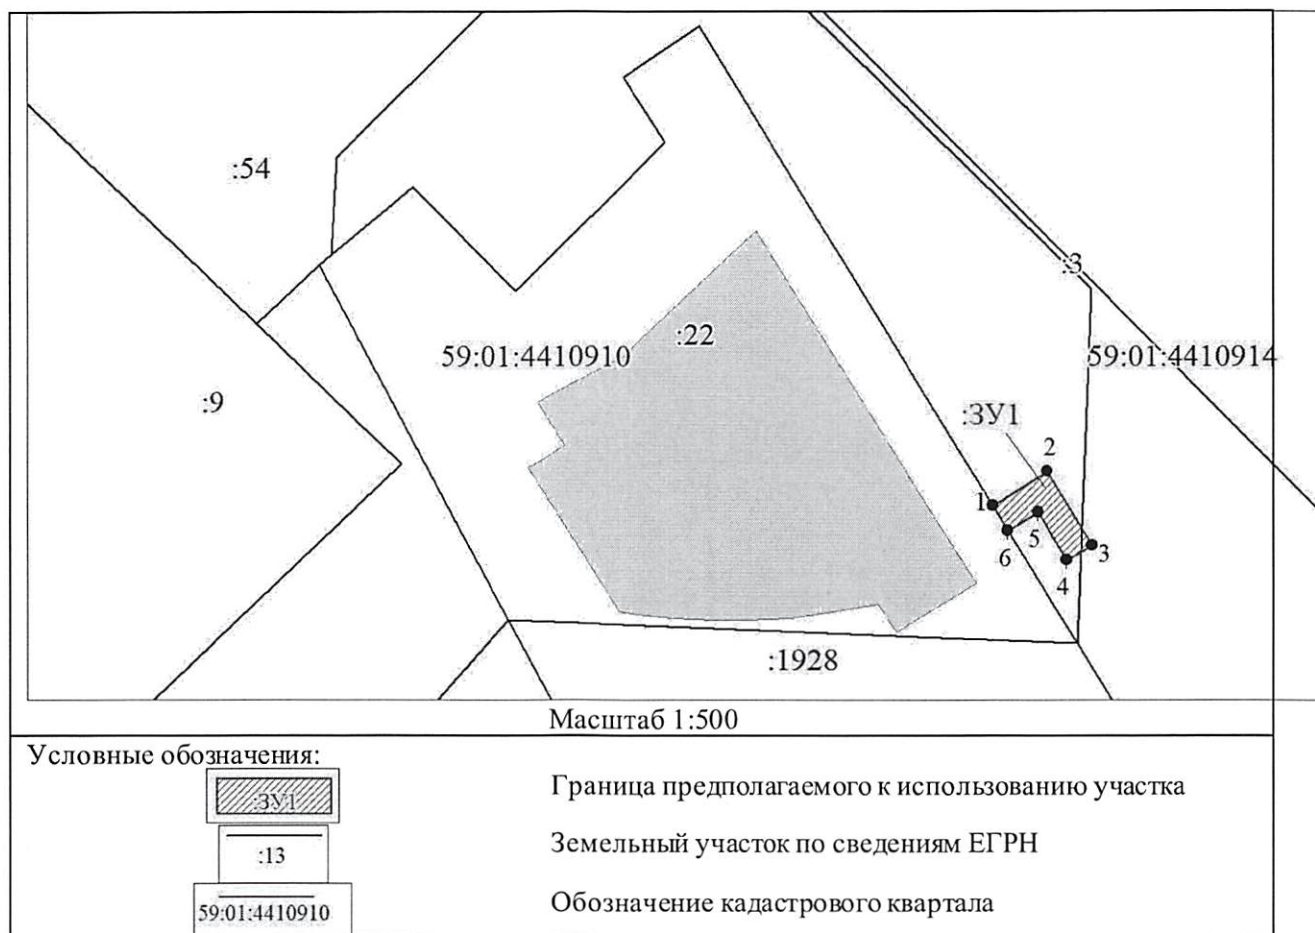 :54
:3
:22
59:01:4410910
59:01:4410914
:9
:ЗУ1
2
1
5
3
6
4
:1928
Масштаб 1:500
Условные обозначения:
:ЗУ1
Граница предполагаемого к использованию участка
:13
Земельный участок по сведениям ЕГРН
59:01:4410910
Обозначение кадастрового квартала